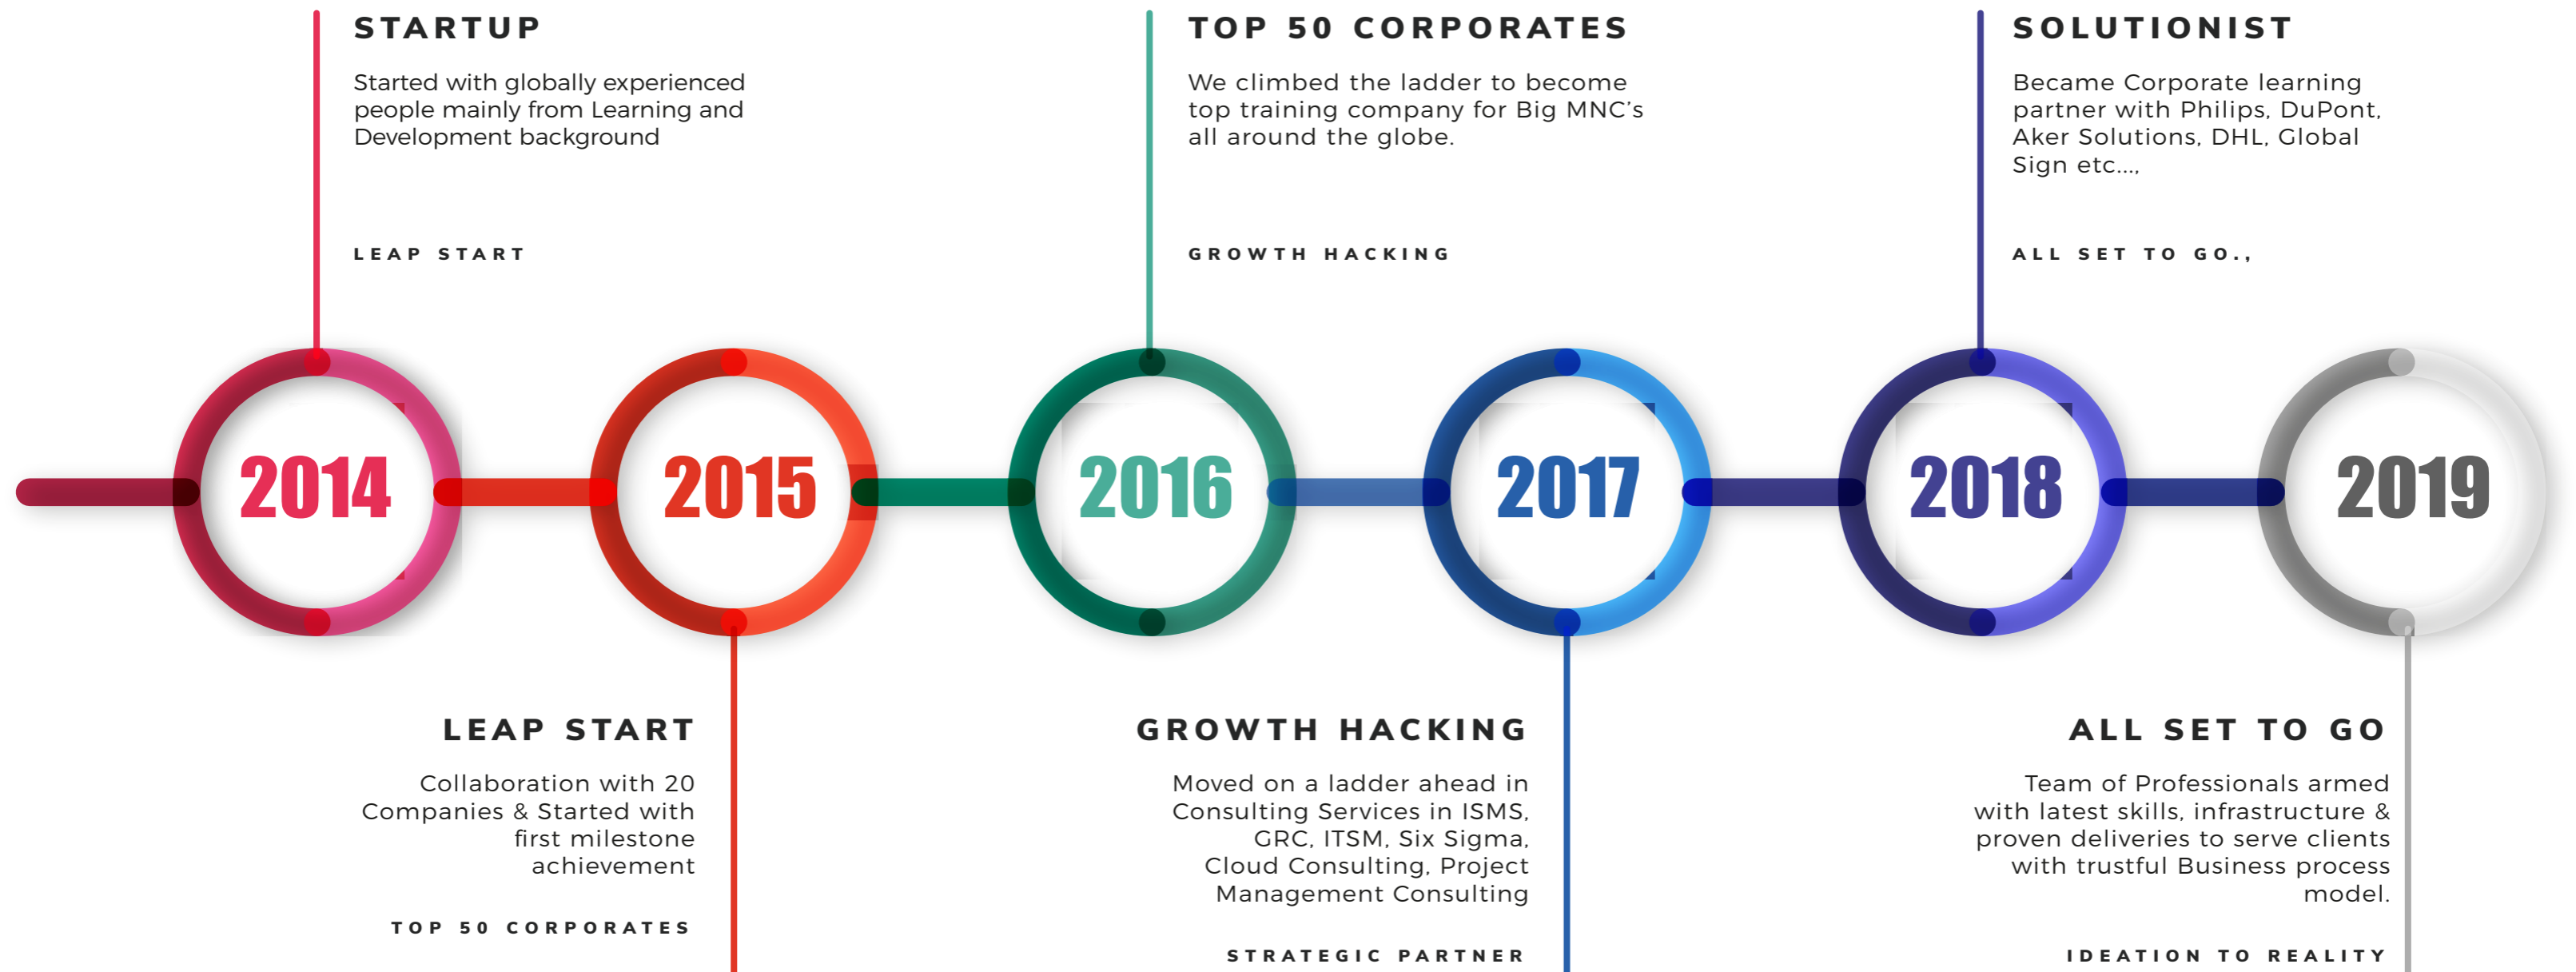 STARTUP
Started with globally experienced
people mainly from Learning and
Development background
LEAP START
TOP 50 CORPORATES
We climbed the ladder to become
top training company for Big MNC’s
all around the globe.
GROWTH HACKING
SOLUTIONIST
Became Corporate learning
partner with Philips, DuPont,
Aker Solutions, DHL, Global
Sign etc...,
ALL SET TO GO.,
2014
2015
2016
2017
2018
2019
LEAP START
Collaboration with 20
Companies & Started with
first milestone
achievement
TOP 50 CORPORATES
GROWTH HACKING
Moved on a ladder ahead in
Consulting Services in ISMS,
GRC, ITSM, Six Sigma,
Cloud Consulting, Project
Management Consulting
STRATEGIC PARTNER
ALL SET TO GO
Team of Professionals armed
with latest skills, infrastructure &
proven deliveries to serve clients
with trustful Business process
model.
IDEATION TO REALITY